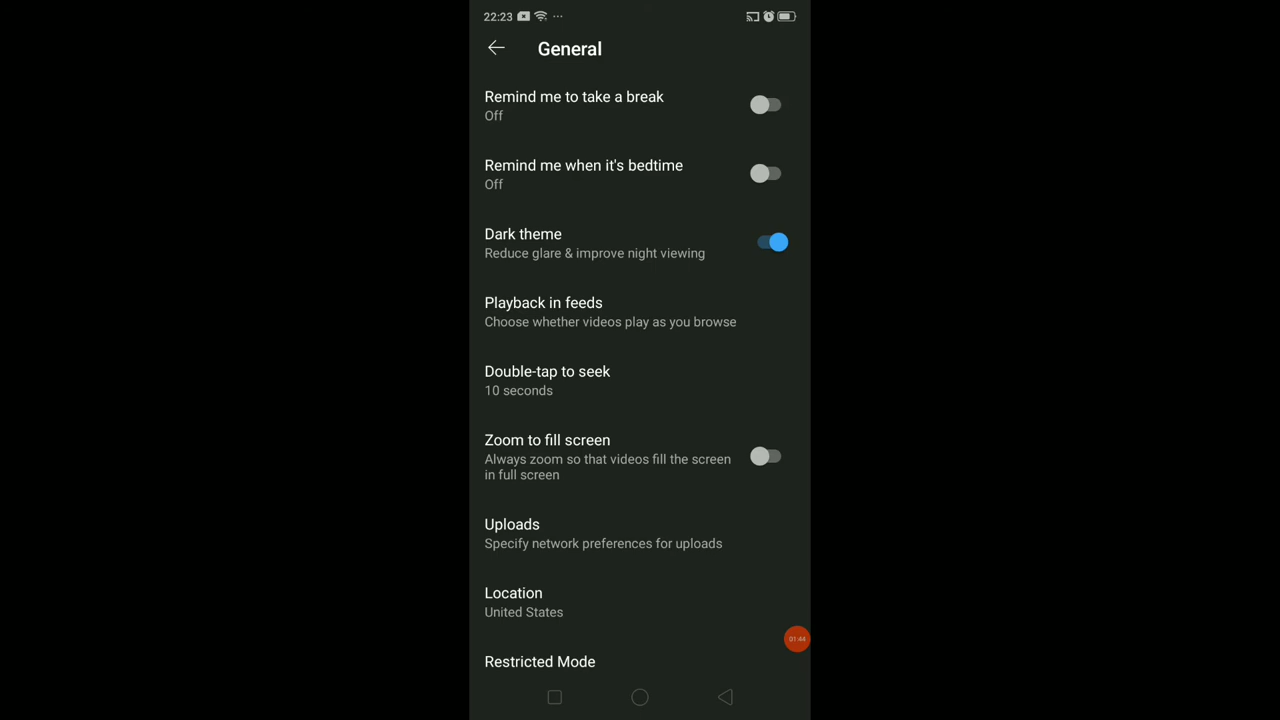 22:23
General
Remind me to take a break
Off
Remind me when it's bedtime
Off
Dark theme
Reduce glare & improve night viewing
Playback in feeds
Choose whether videos play as you browse
Double-tap to seek
10 seconds
Zoom to fill screen
Always zoom so that videos fill the screen
in full screen
Uploads
Specify network preferences for uploads
Location
United States
01:44
Restricted Mode